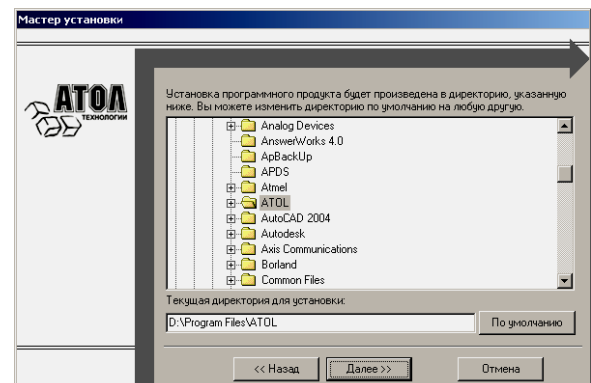 Мастер установки
АТОЛ
ТЕХНОЛОГИИ
Установка программного продукта будет произведена в директорию, указанную
ниже. Вы можете изменить директорию по умолчанию на любую другую.
Analog Devices
AnswerWorks 4.0
ApBackUp
APDS
Atmel
ATOL
AutoCAD 2004
Autodesk
Axis Communications
Borland
Common Files
Текущая директория для установки:
D:\Program Files\ATOL
По умолчанию
<< Назад
Далее >>
Отмена